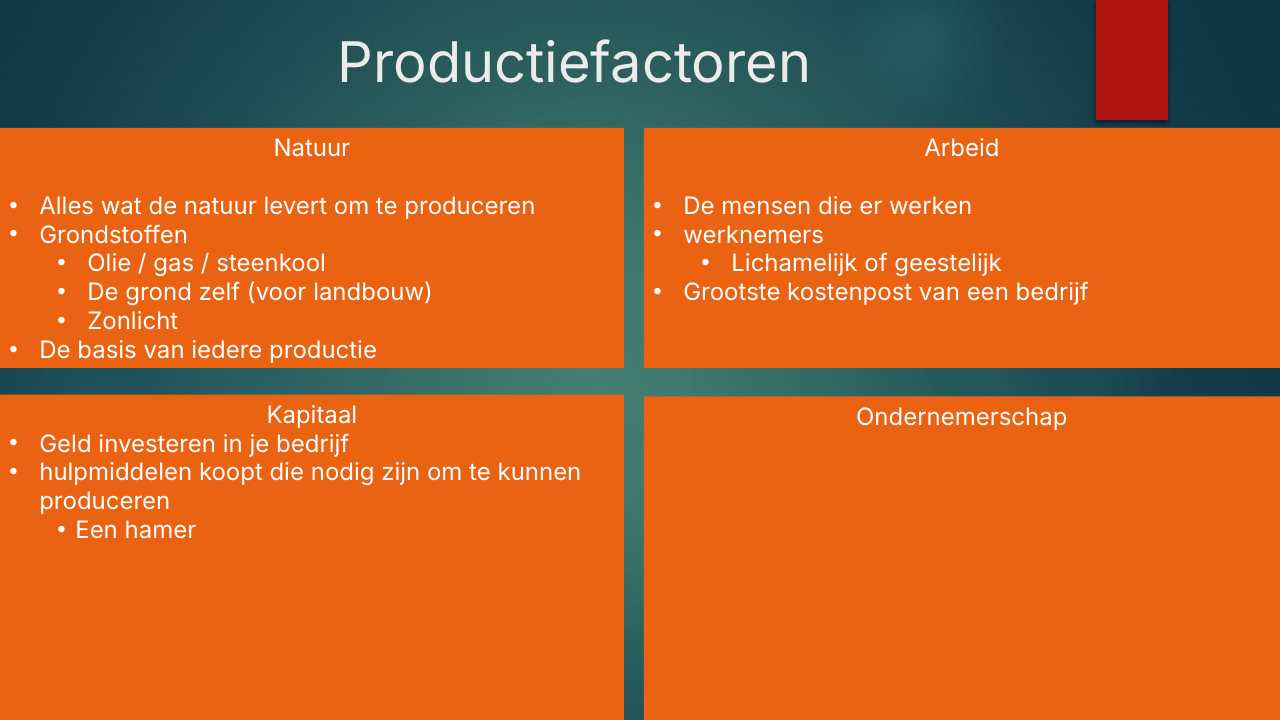 Productiefactoren
Natuur
• Alles wat de natuur levert om te produceren
• Grondstoffen
• Olie / gas / steenkool
• De grond zelf (voor landbouw)
• Zonlicht
• De basis van iedere productie
Arbeid
• De mensen die er werken
• werknemers
• Lichamelijk of geestelijk
• Grootste kostenpost van een bedrijf
Kapitaal
• Geld investeren in je bedrijf
• hulpmiddelen koopt die nodig zijn om te kunnen
produceren
• Een hamer
Ondernemerschap